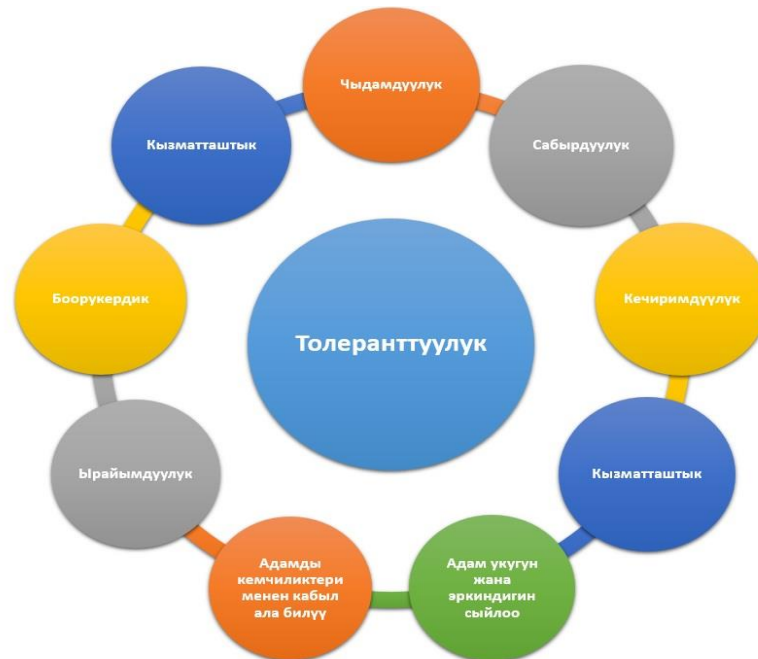 Чыдамдуулук
Сабырдуулук
Кечиримдүүлүк
Кызматташтык
Адам укугун
жана
эркиндигин
сыйлоо
Адамды
кемчиликтери
менен кабыл
ала билүү
Ырайымдуулук
Боорукердик
Кызматташтык
Толеранттуулук